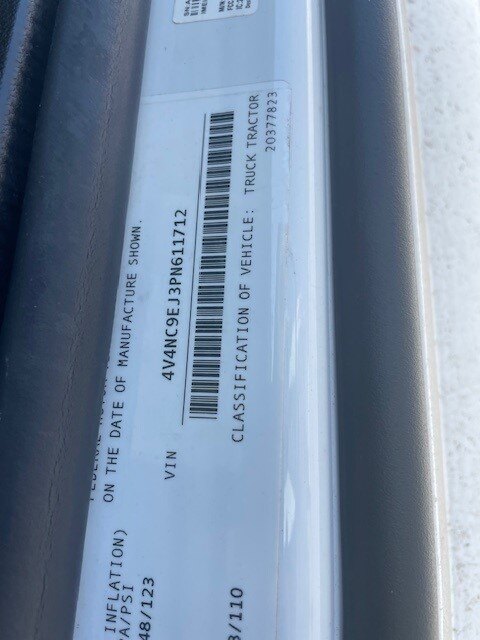 INFLATION)
A/PSI
48/123
3/110
ON THE DATE OF MANUFACTURE SHOWN.
VIN 4V4NC9EJ3PN611712
CLASSIFICATION OF VEHICLE: TRUCK TRACTOR
20377823